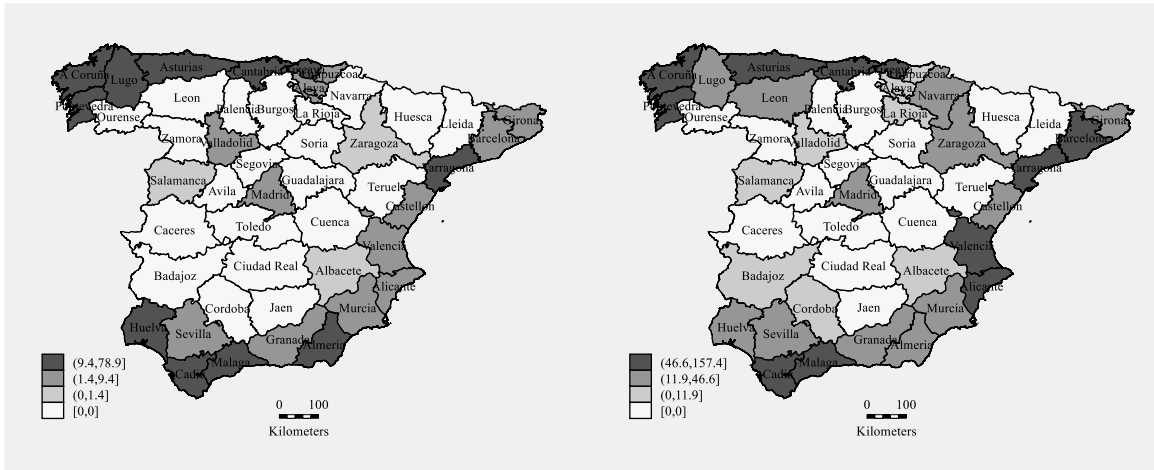 A Coruña
Lugo
Asturias
Cantabria
Alava
Navarra
Pontevedra
Ourense
Leon
Palencia
Burgos
La Rioja
Huesca
Lleida
Girona
Barcelona
Zamora
Valladolid
Soria
Zaragoza
Tarragona
Salamanca
Segovia
Avila
Madrid
Guadalajara
Teruel
Castellon
Caceres
Toledo
Cuenca
Valencia
Badajoz
Ciudad Real
Albacete
Alicante
Cordoba
Jaen
Murcia
Huelva
Sevilla
Granada
Almeria
Cadiz
Malaga
(9.4,78.9]
(1.4,9.4]
(0,1.4]
[0,0]
0 100
Kilometers
A Coruña
Lugo
Asturias
Cantabria
Guipuzcoa
Alava
Navarra
Pontevedra
Ourense
Leon
Palencia
Burgos
La Rioja
Huesca
Lleida
Girona
Barcelona
Zamora
Valladolid
Soria
Zaragoza
Tarragona
Salamanca
Segovia
Avila
Madrid
Guadalajara
Teruel
Castellon
Caceres
Toledo
Cuenca
Valencia
Badajoz
Ciudad Real
Albacete
Alicante
Cordoba
Jaen
Murcia
Huelva
Sevilla
Granada
Almeria
Cadiz
Malaga
(46.6,157.4]
(11.9,46.6]
(0,11.9]
[0,0]
0 100
Kilometers